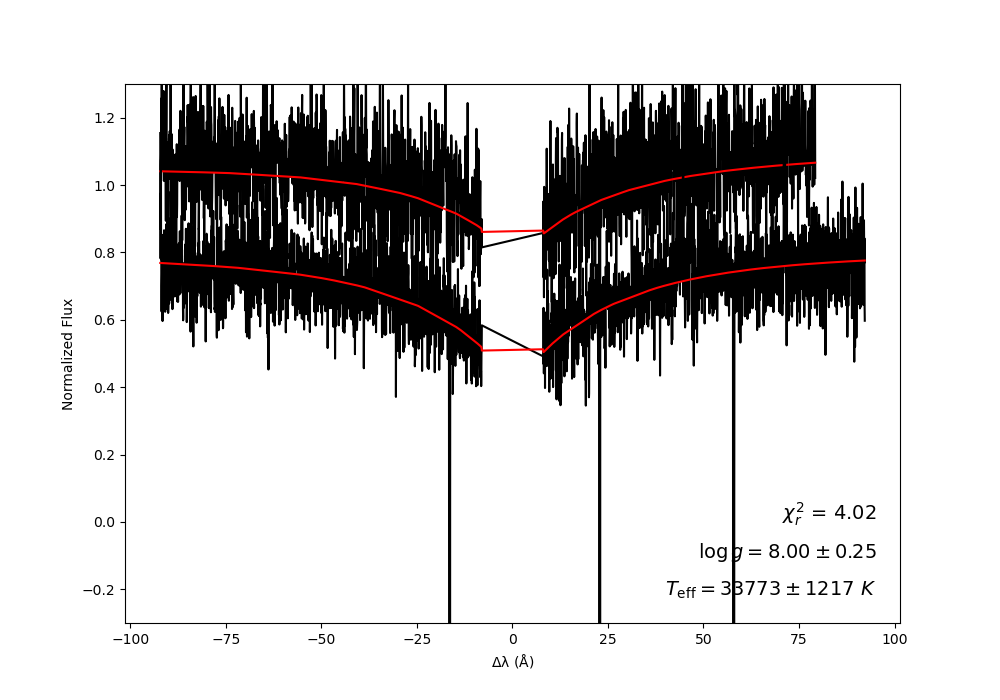 Normalized Flux
1.2
1.0
0.8
0.6
0.4
0.2
0.0
−0.2
χ²ᵣ = 4.02
log g = 8.00 ± 0.25
T_eff = 33773 ± 1217 K
−100 −75 −50 −25 0 25 50 75 100
Δλ (Å)